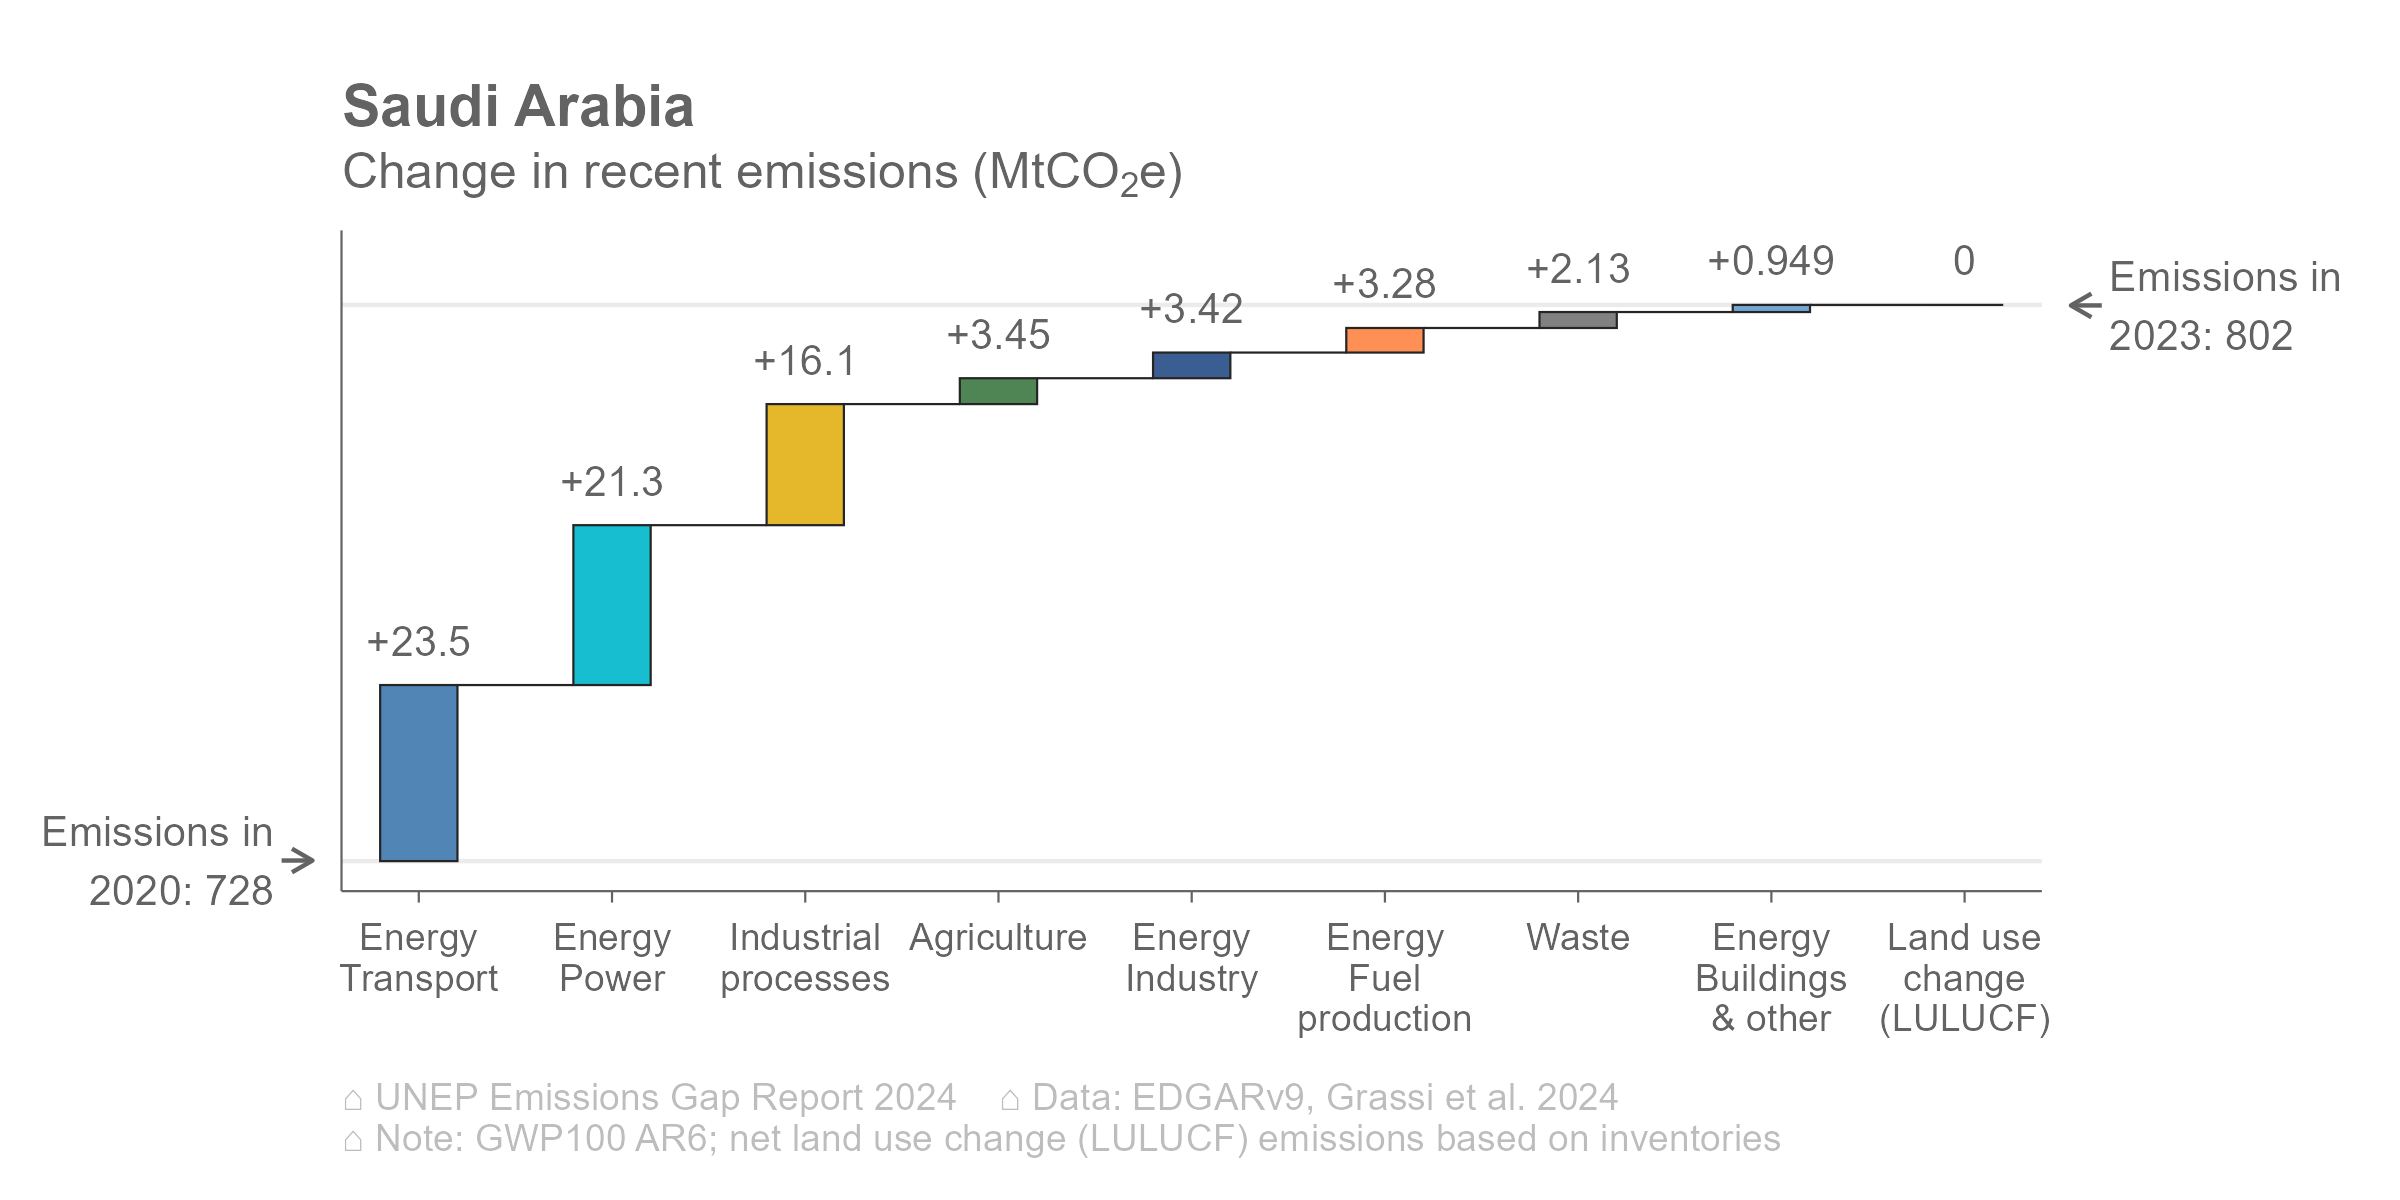 Saudi Arabia
Change in recent emissions (MtCO₂e)
+23.5
+21.3
+16.1
+3.45
+3.42
+3.28
+2.13
+0.949
0
Emissions in
2023: 802
Emissions in
2020: 728
Energy
Transport
Energy
Power
Industrial
processes
Agriculture
Energy
Industry
Energy
Fuel
production
Waste
Energy
Buildings
& other
Land use
change
(LULUCF)
⌂ UNEP Emissions Gap Report 2024 ⌂ Data: EDGARv9, Grassi et al. 2024
⌂ Note: GWP100 AR6; net land use change (LULUCF) emissions based on inventories